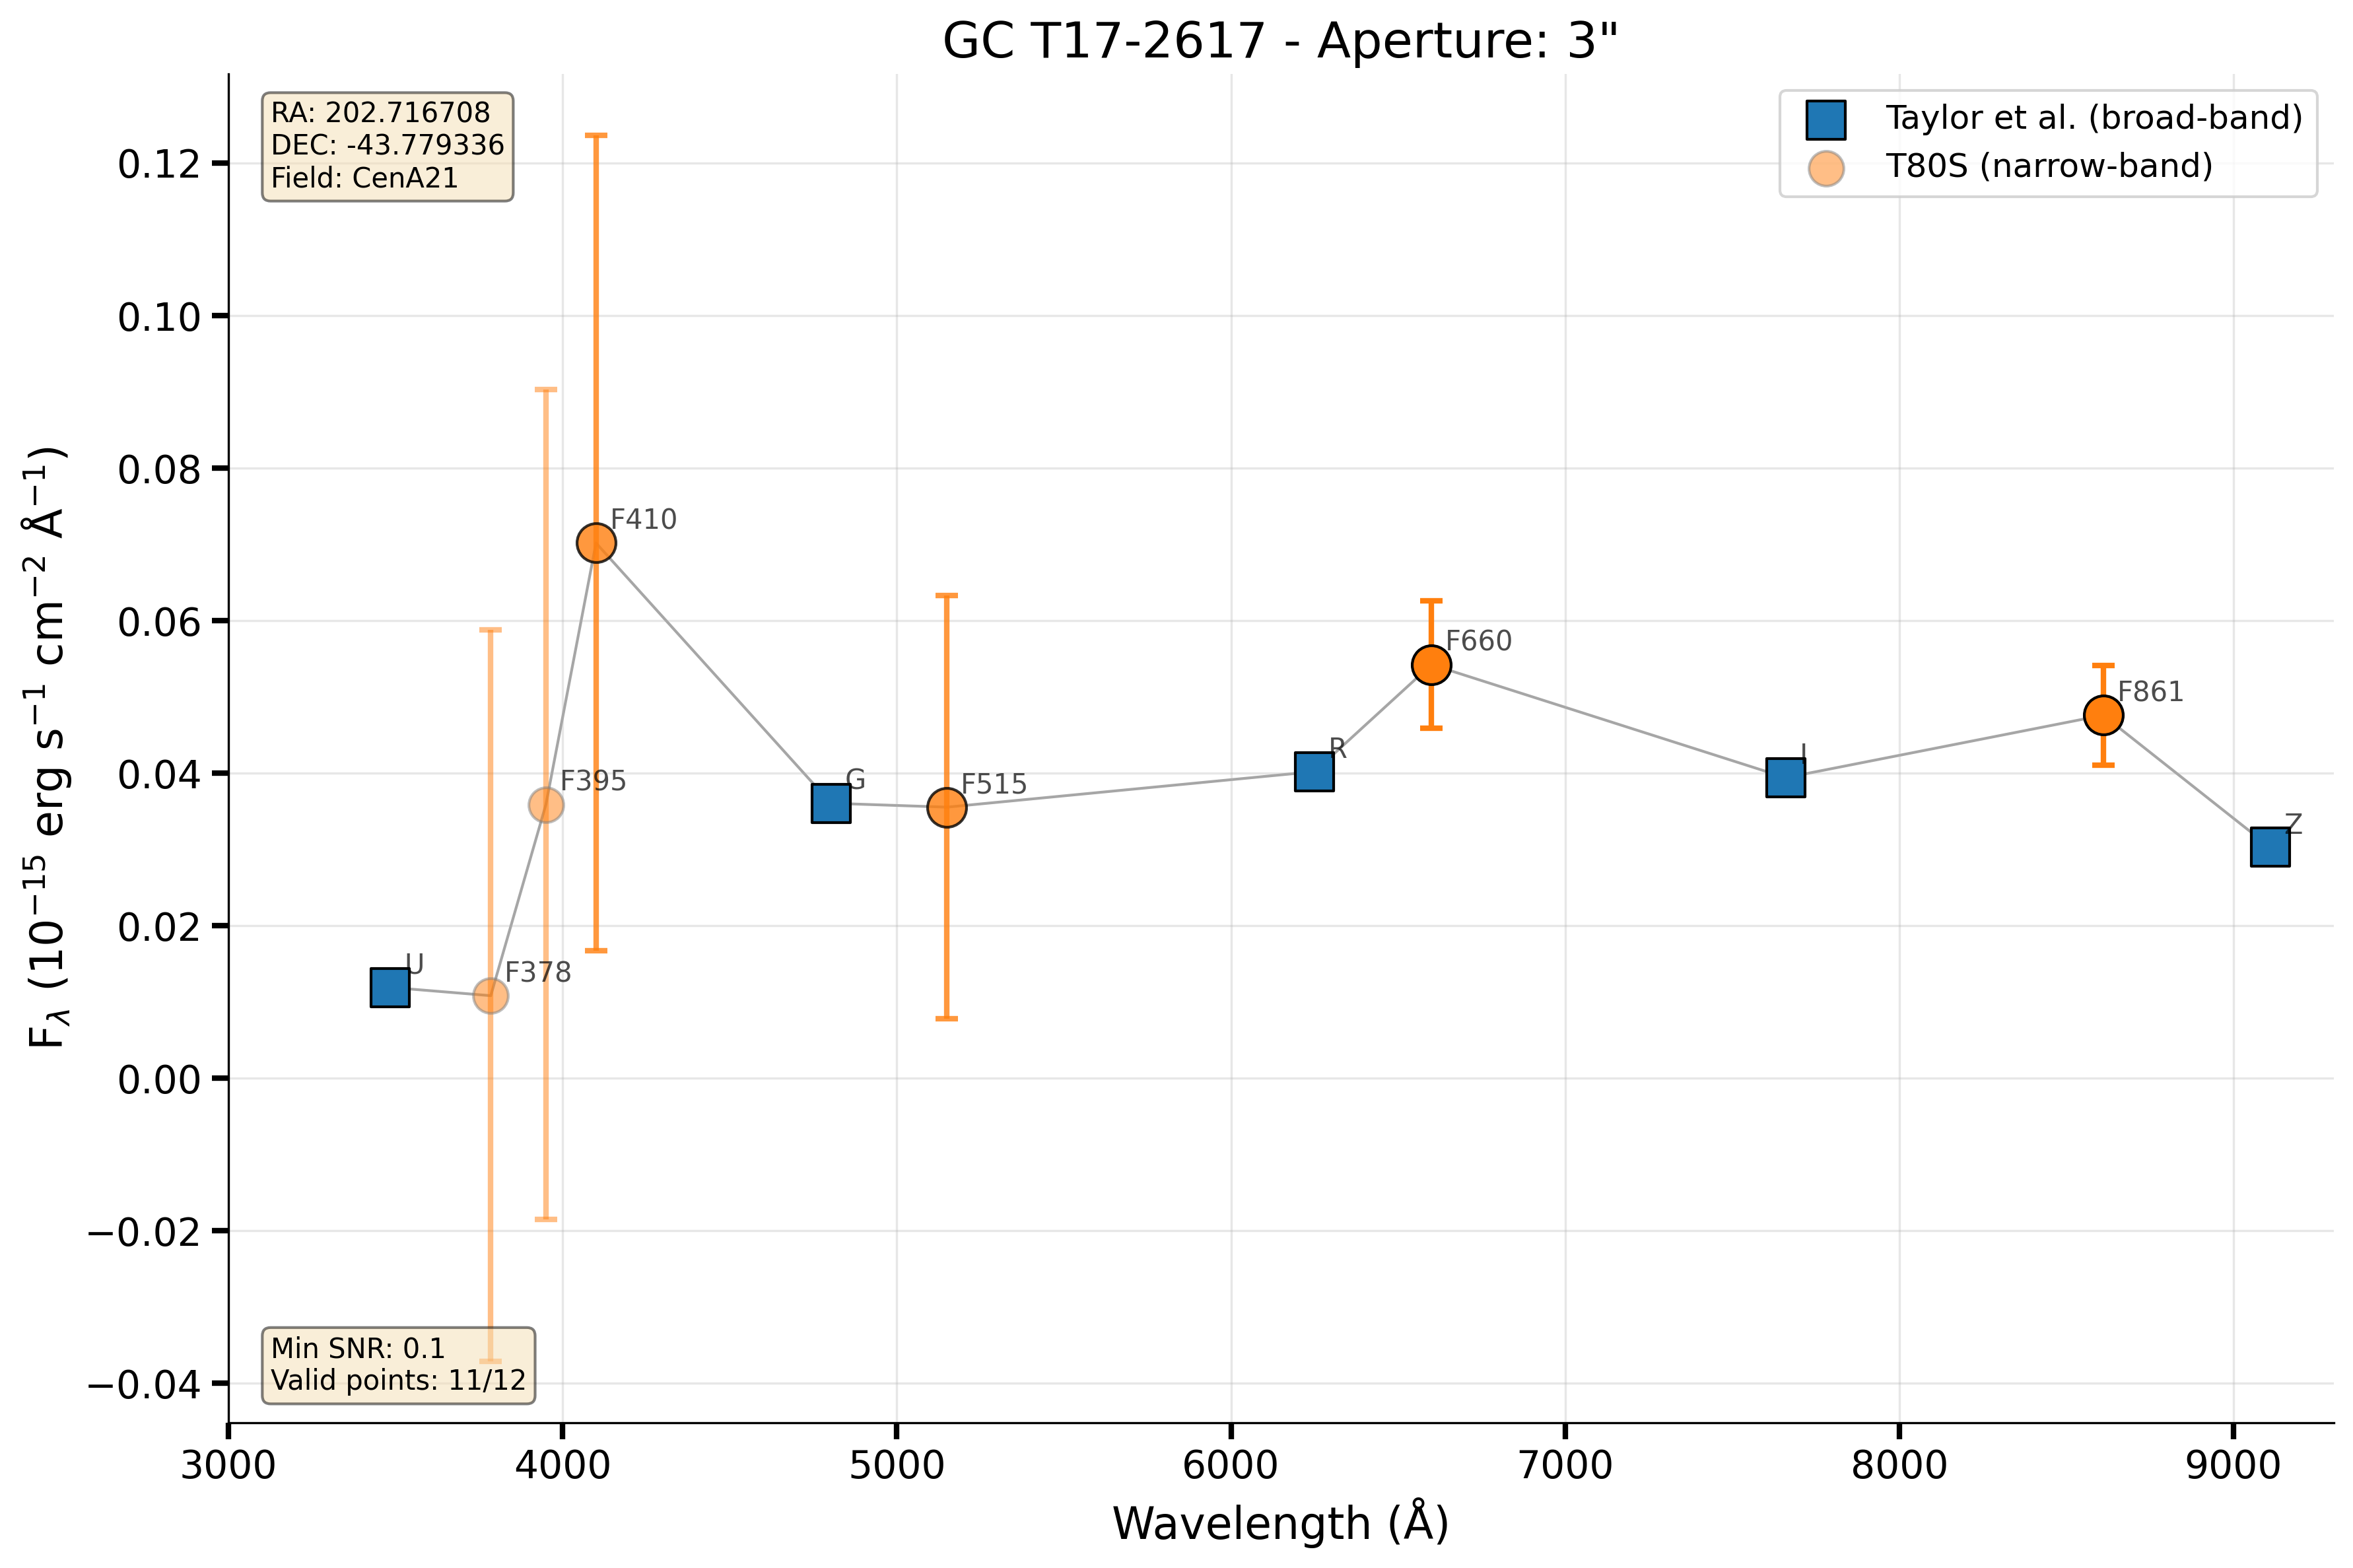 GC T17-2617 - Aperture: 3"
RA: 202.716708
DEC: -43.779336
Field: CenA21
Taylor et al. (broad-band)
T80S (narrow-band)
0.12
0.10
0.08
0.06
0.04
0.02
0.00
−0.02
−0.04
F_λ (10⁻¹⁵ erg s⁻¹ cm⁻² Å⁻¹)
U
F378
F395
F410
G
F515
R
F660
I
F861
Z
Min SNR: 0.1
Valid points: 11/12
3000 4000 5000 6000 7000 8000 9000
Wavelength (Å)